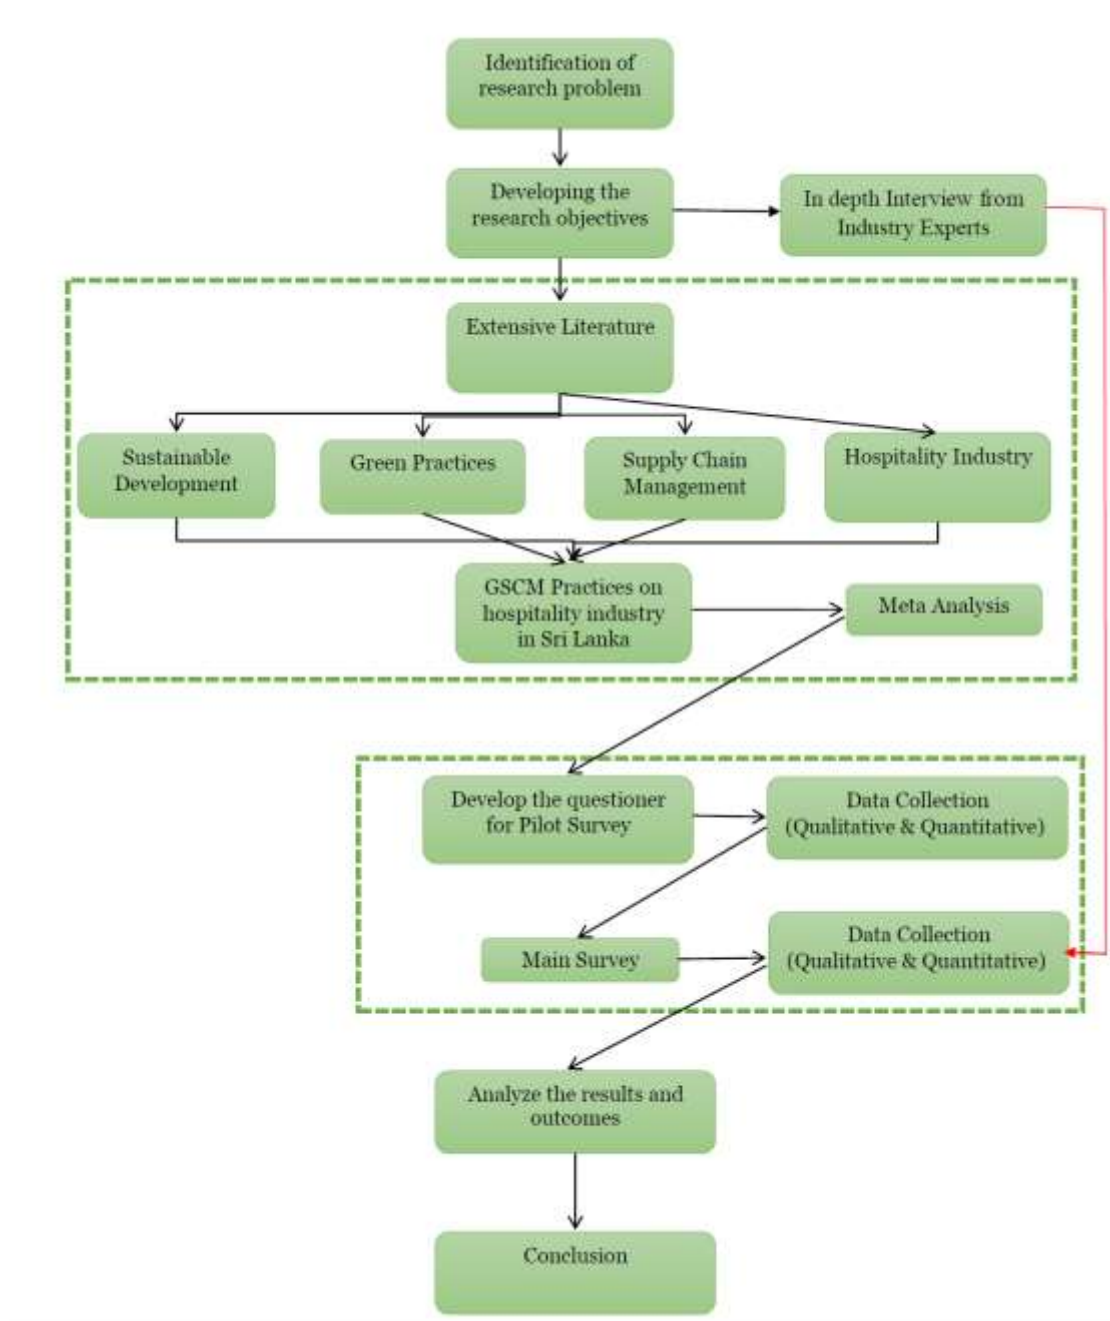 Identification of
research problem
Developing the
research objectives
In depth Interview from
Industry Experts
Extensive Literature
Sustainable
Development
Green Practices
Supply Chain
Management
Hospitality Industry
GSCM Practices on
hospitality industry
in Sri Lanka
Meta Analysis
Develop the questioner
for Pilot Survey
Data Collection
(Qualitative & Quantitative)
Main Survey
Data Collection
(Qualitative & Quantitative)
Analyze the results and
outcomes
Conclusion